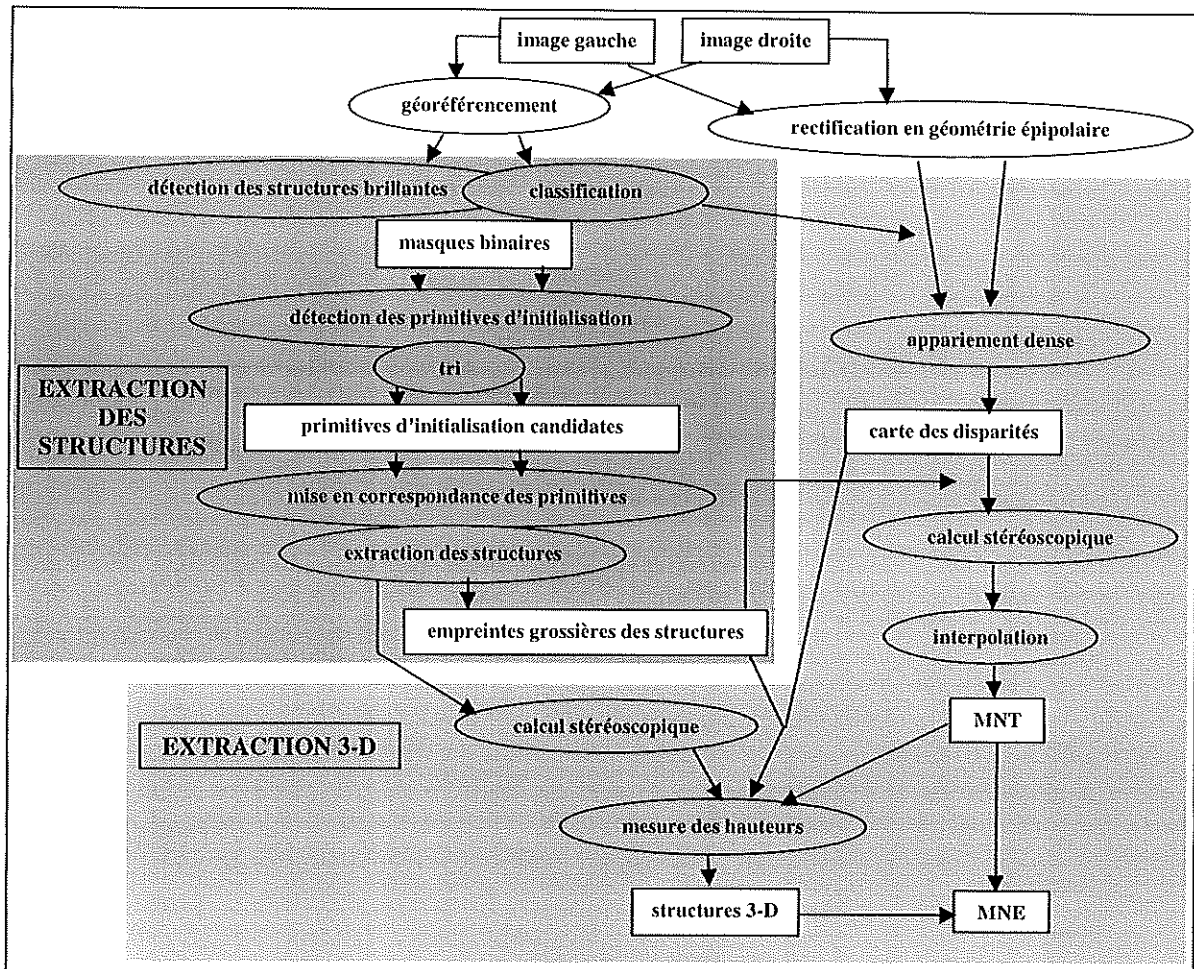 image gauche
image droite
géoréférencement
rectification en géométrie épipolaire
détection des structures brillantes
classification
masques binaires
détection des primitives d'initialisation
appariement dense
tri
EXTRACTION
DES
STRUCTURES
primitives d'initialisation candidates
carte des disparités
mise en correspondance des primitives
calcul stéréoscopique
extraction des structures
empreintes grossières des structures
interpolation
calcul stéréoscopique
MNT
EXTRACTION 3-D
mesure des hauteurs
structures 3-D
MNE